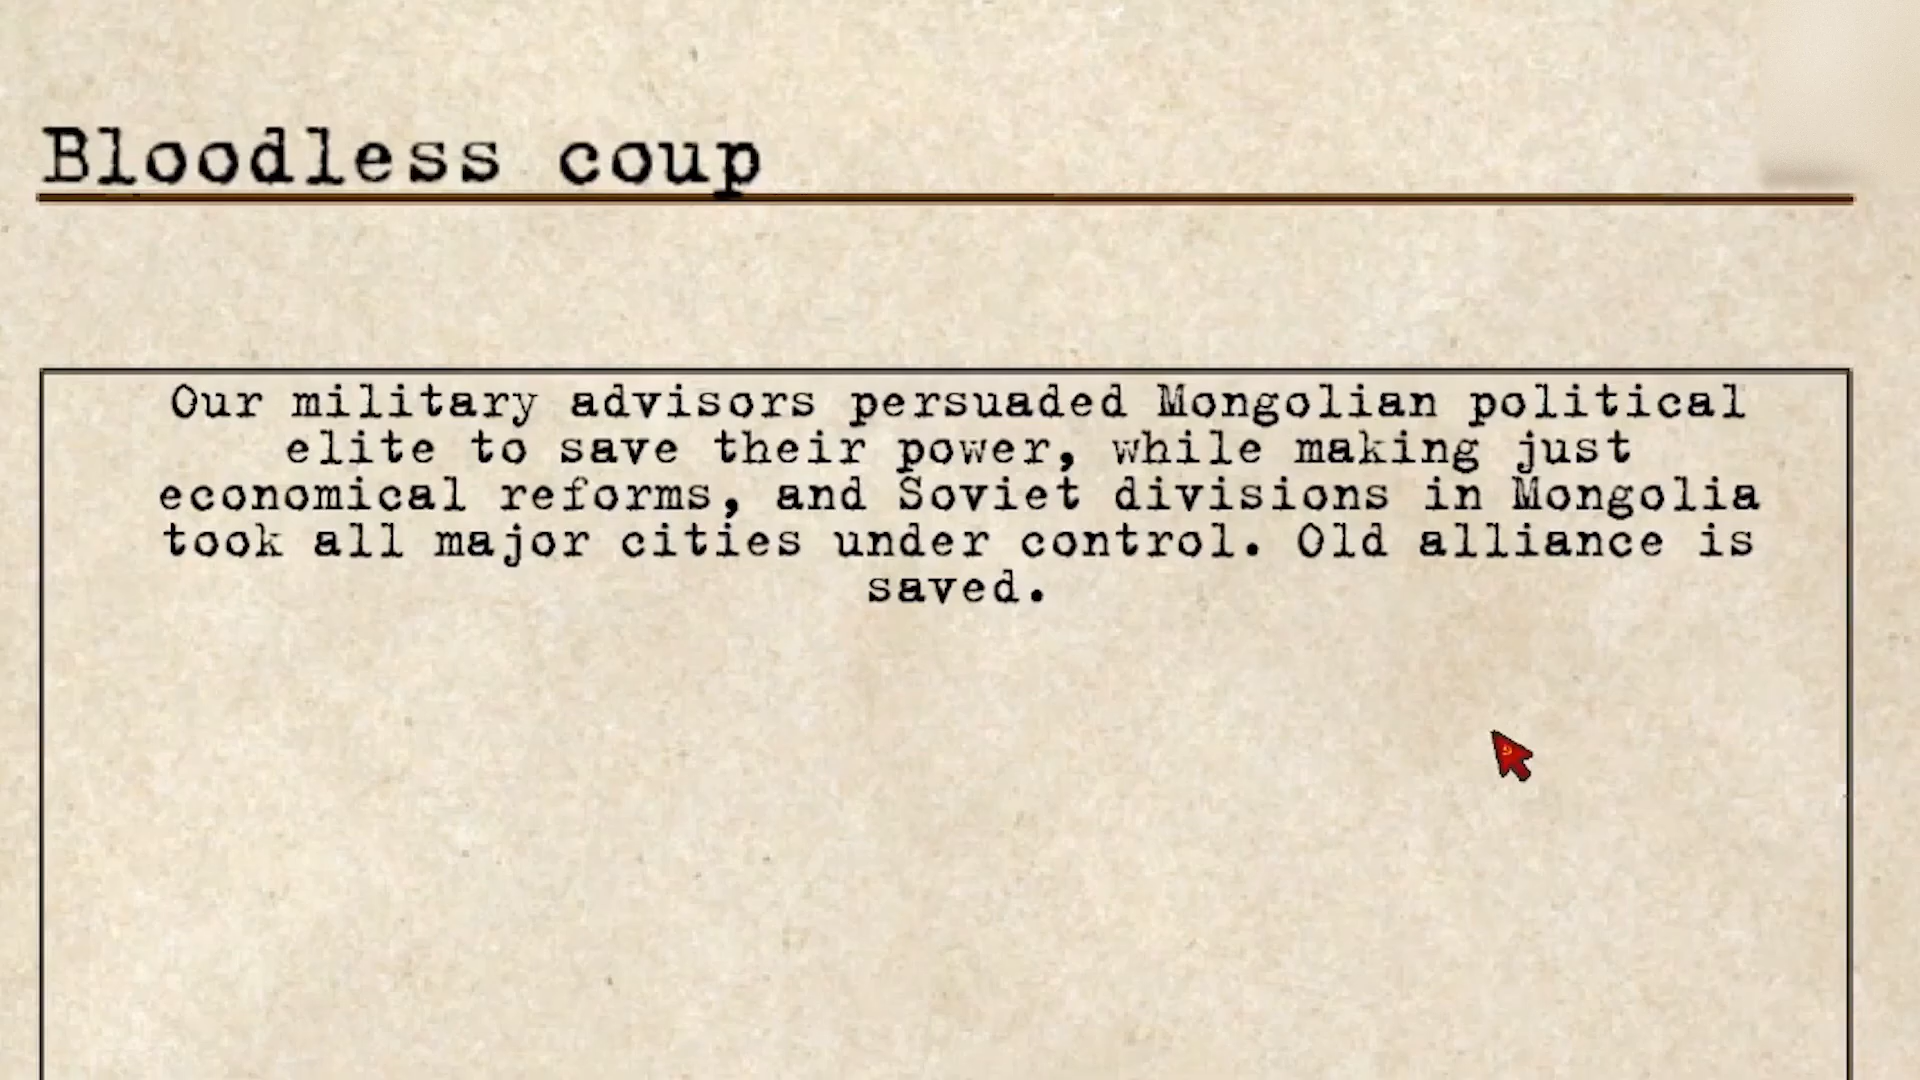 Bloodless coup
Our military advisors persuaded Mongolian political
elite to save their power, while making just
economical reforms, and Soviet divisions in Mongolia
took all major cities under control. Old alliance is
saved.